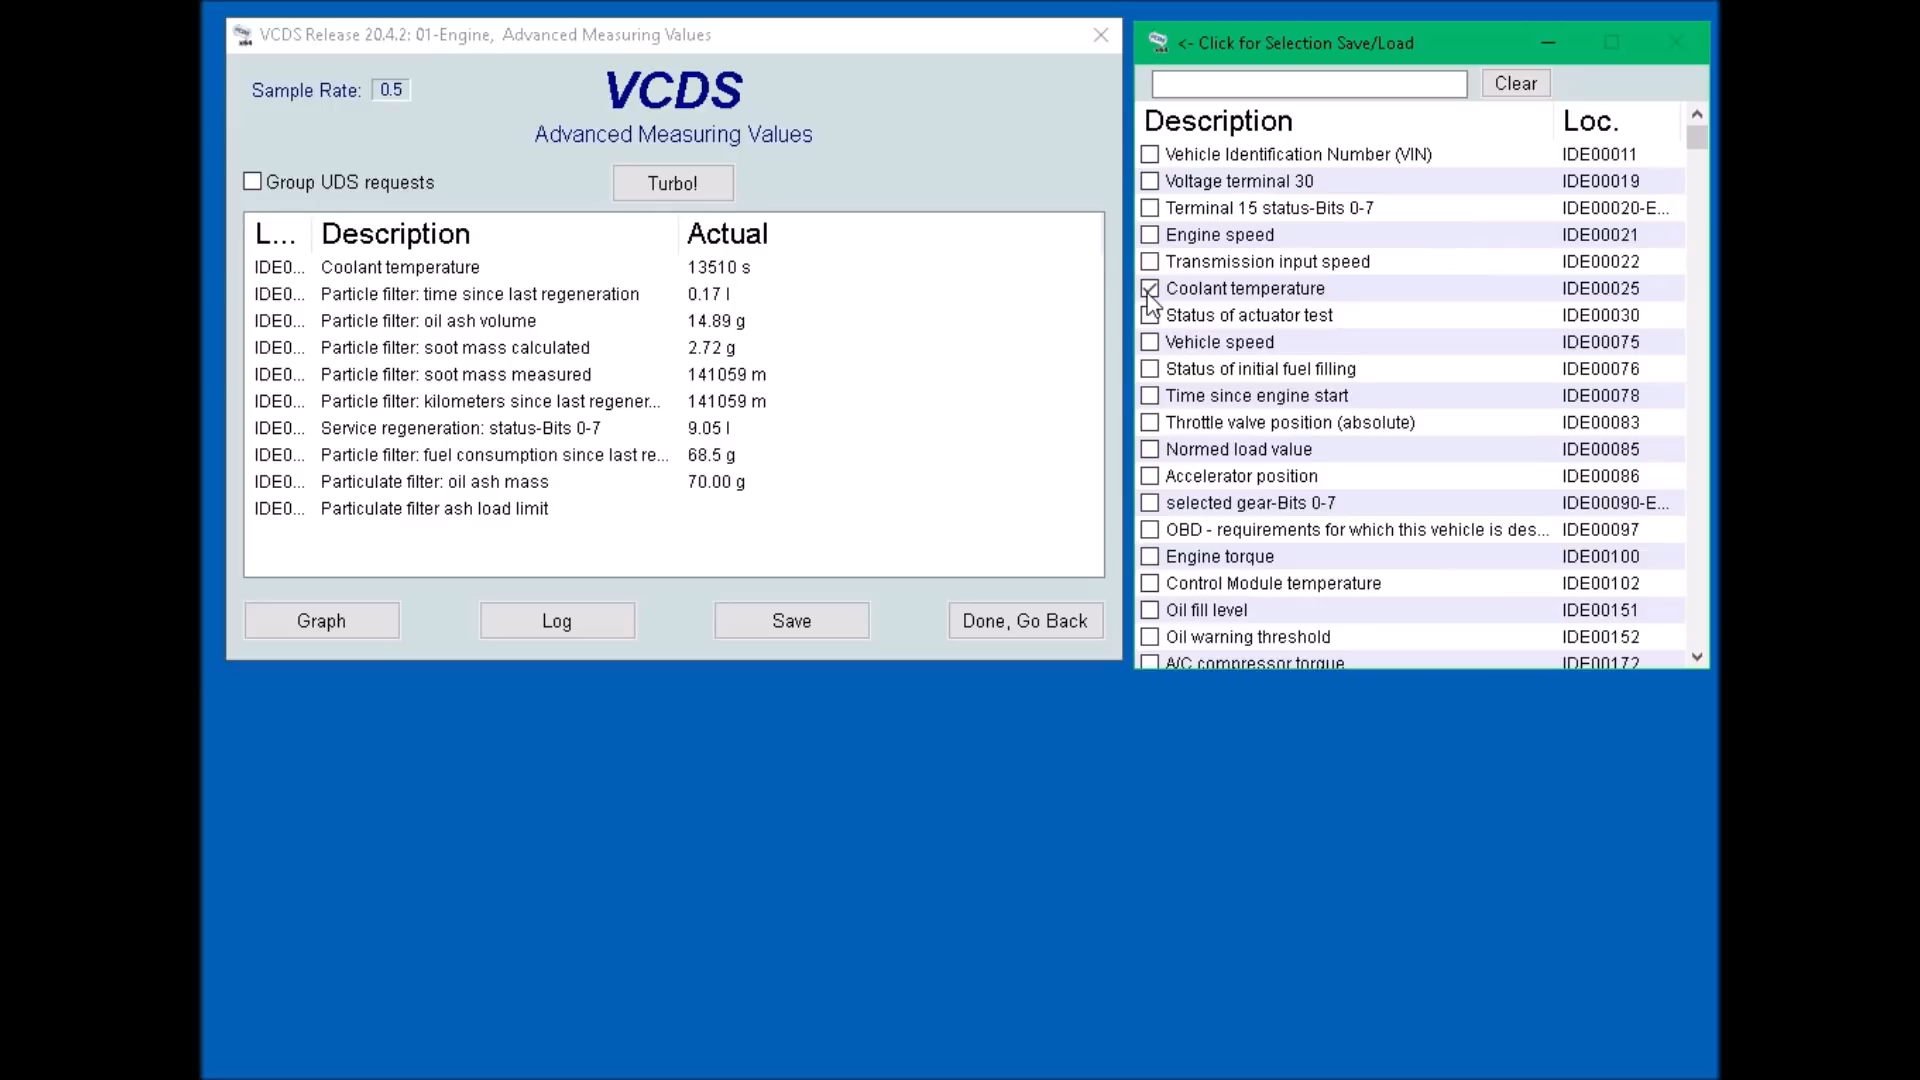 VCDS Release 20.4.2: 01-Engine, Advanced Measuring Values
Sample Rate: 0.5
VCDS
Advanced Measuring Values
Group UDS requests
Turbo!
L... Description Actual
IDE0... Coolant temperature 13510 s
IDE0... Particle filter: time since last regeneration 0.17 l
IDE0... Particle filter: oil ash volume 14.89 g
IDE0... Particle filter: soot mass calculated 2.72 g
IDE0... Particle filter: soot mass measured 141059 m
IDE0... Particle filter: kilometers since last regener... 141059 m
IDE0... Service regeneration: status-Bits 0-7 9.05 l
IDE0... Particle filter: fuel consumption since last re... 68.5 g
IDE0... Particulate filter: oil ash mass 70.00 g
IDE0... Particulate filter ash load limit
Graph Log Save Done, Go Back
<- Click for Selection Save/Load
Clear
Description Loc.
Vehicle Identification Number (VIN) IDE00011
Voltage terminal 30 IDE00019
Terminal 15 status-Bits 0-7 IDE00020-E...
Engine speed IDE00021
Transmission input speed IDE00022
Coolant temperature IDE00025
Status of actuator test IDE00030
Vehicle speed IDE00075
Status of initial fuel filling IDE00076
Time since engine start IDE00078
Throttle valve position (absolute) IDE00083
Normed load value IDE00085
Accelerator position IDE00086
selected gear-Bits 0-7 IDE00090-E...
OBD - requirements for which this vehicle is des... IDE00097
Engine torque IDE00100
Control Module temperature IDE00102
Oil fill level IDE00151
Oil warning threshold IDE00152
A/C compressor torque IDE00172